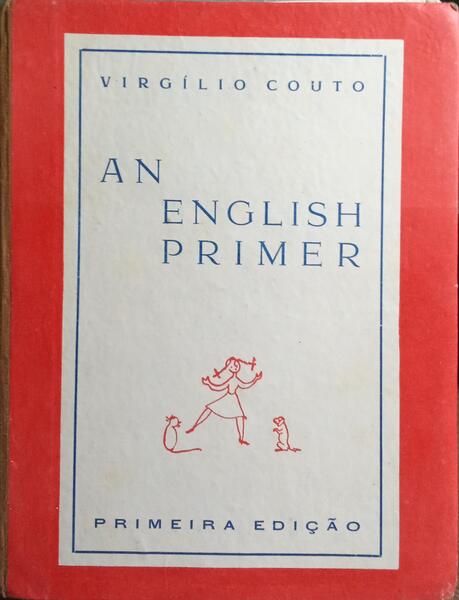 VIRGÍLIO COUTO
AN
ENGLISH
PRIMER
PRIMEIRA EDIÇÃO